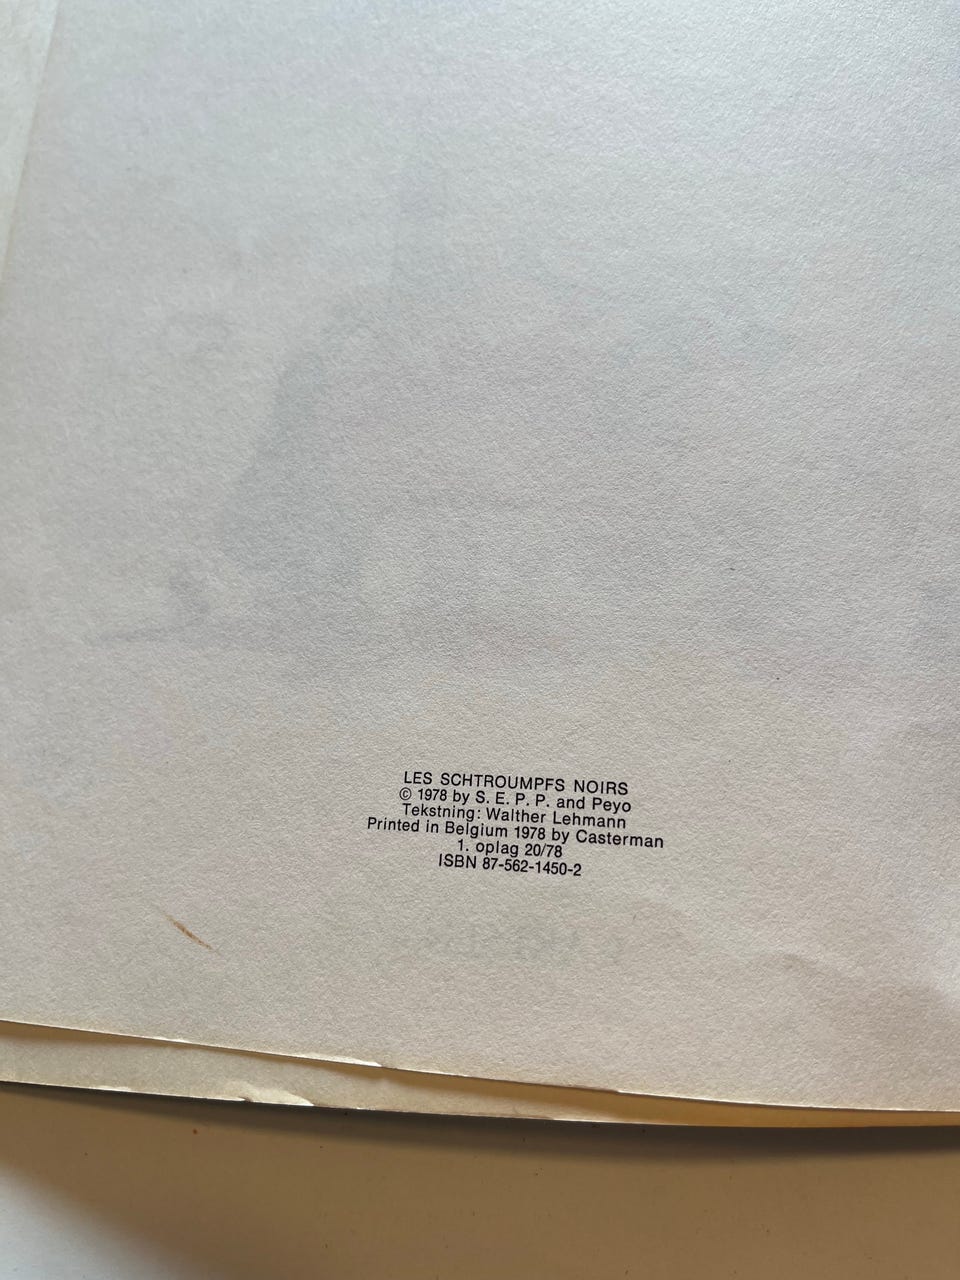 LES SCHTROUMPFS NOIRS
© 1978 by S. E. P. P. and Peyo
Tekstning: Walther Lehmann
Printed in Belgium 1978 by Casterman
1. oplag 20/78
ISBN 87-562-1450-2